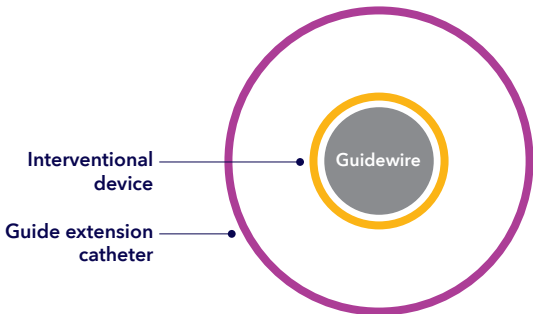 Guidewire
Interventional
device
Guide extension
catheter